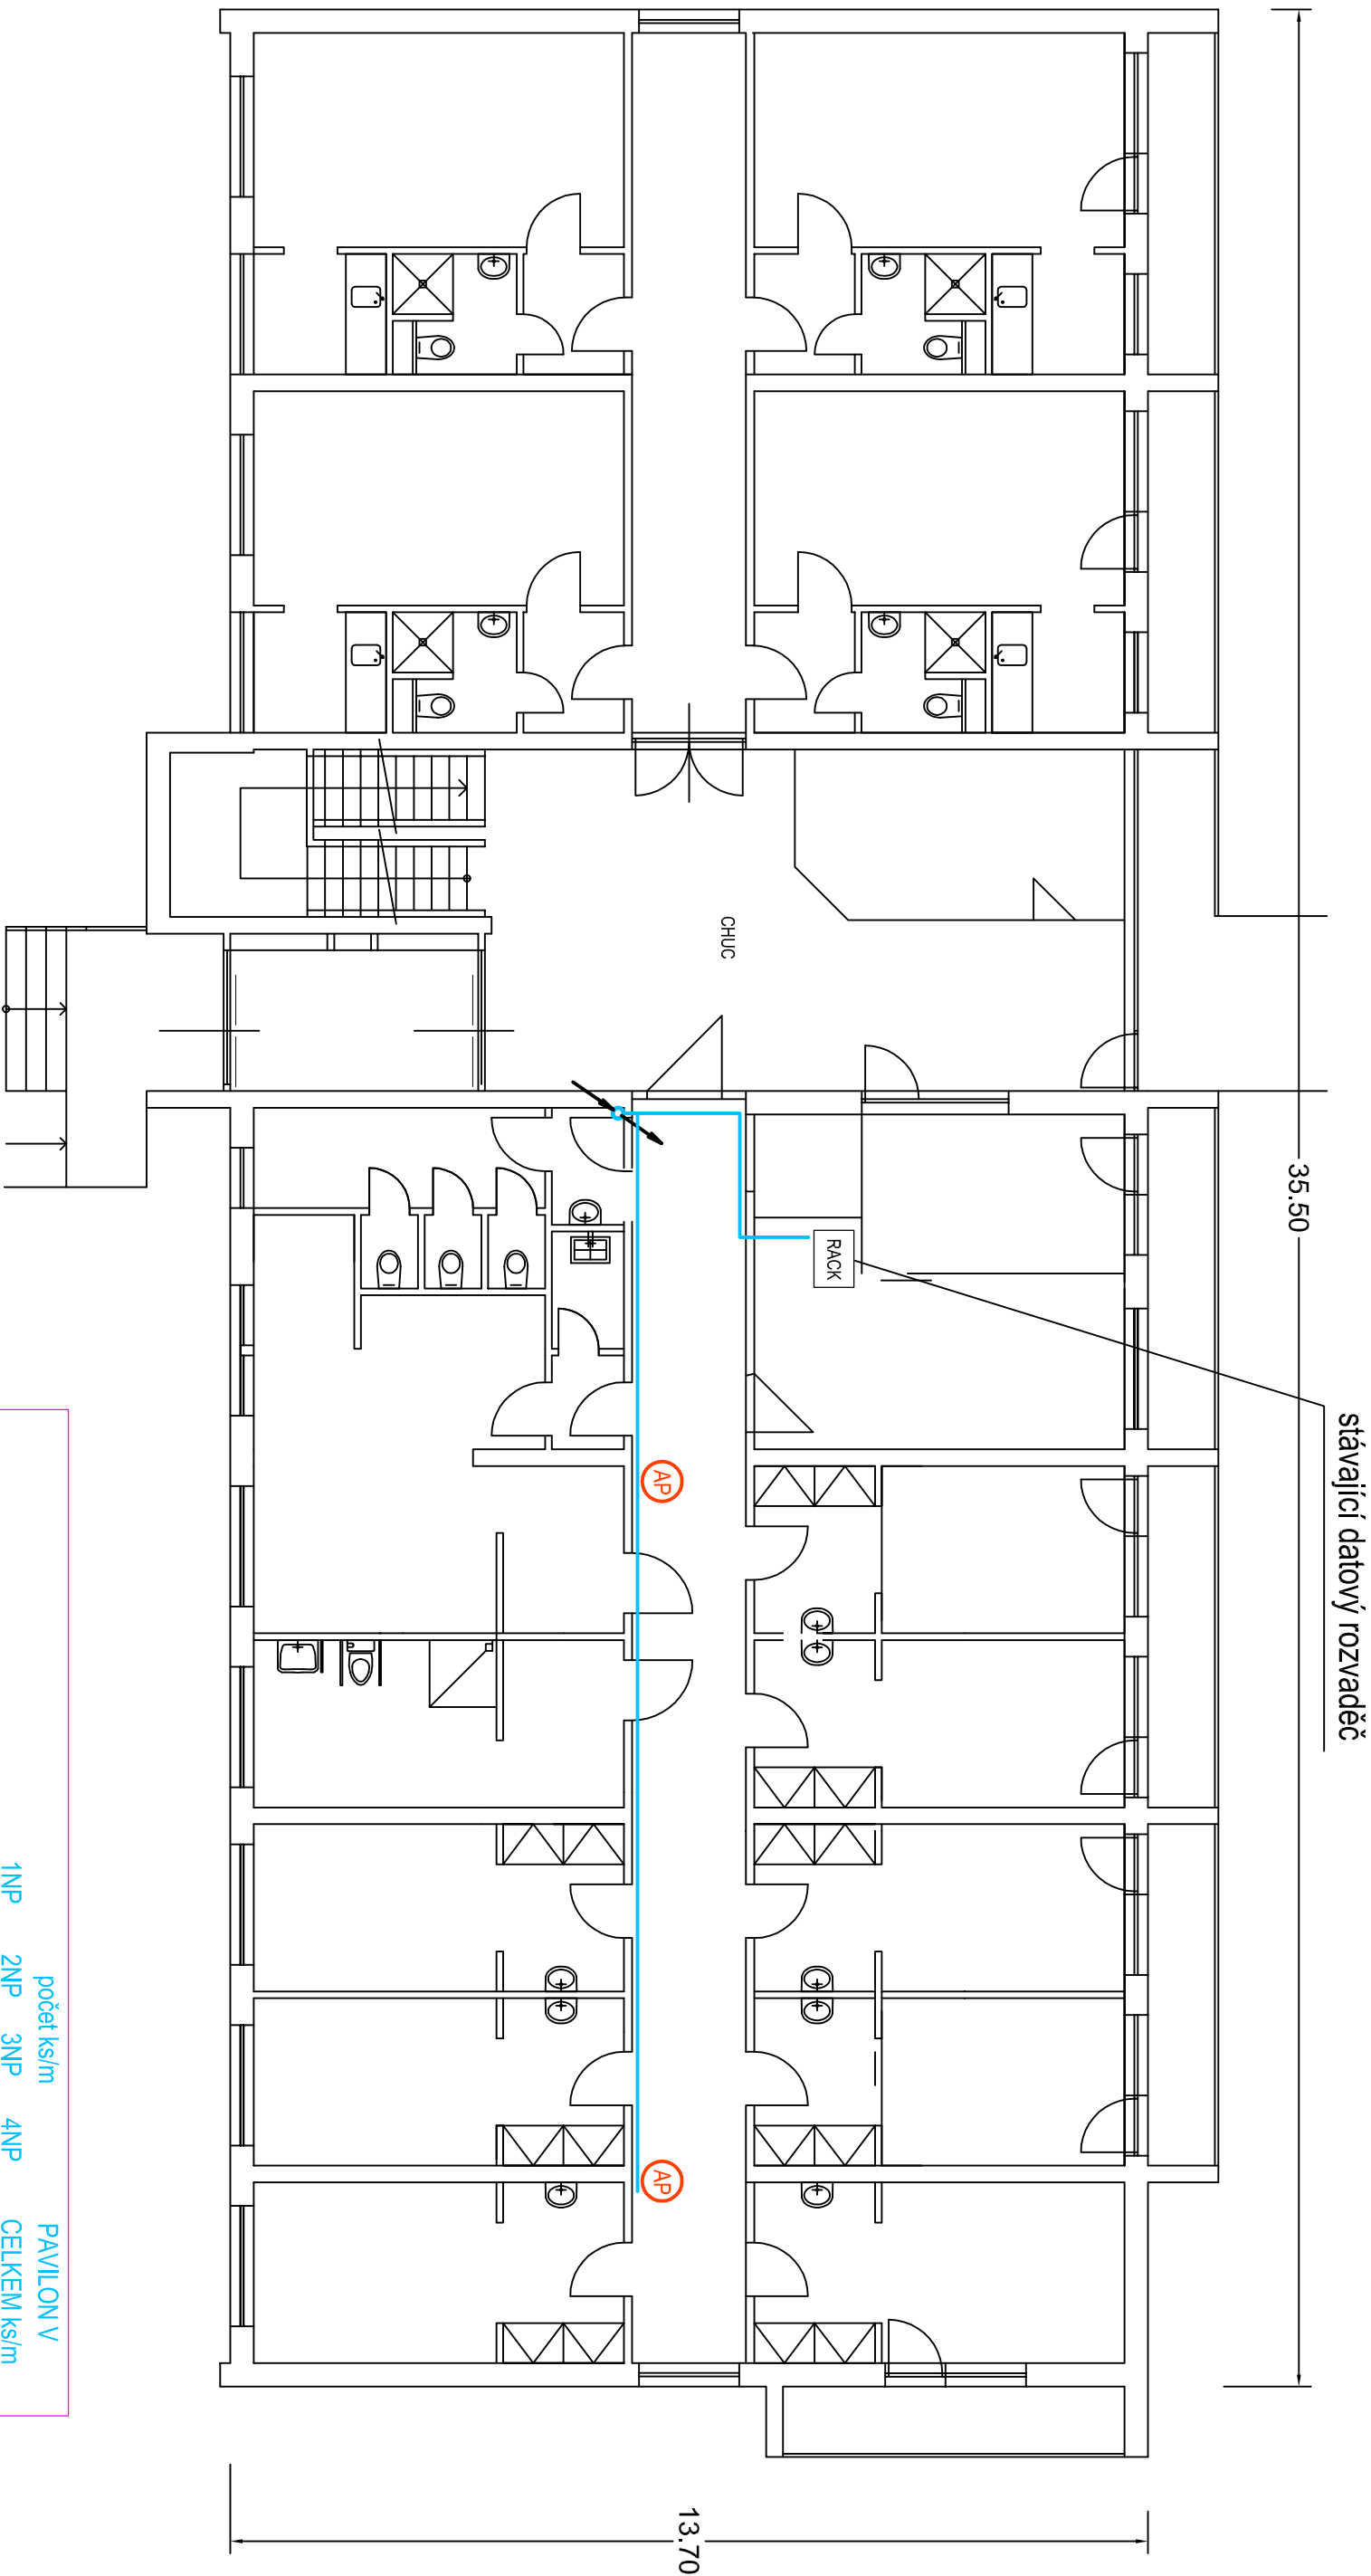 stávající datový rozvaděč
35.50
RACK
CHUC
AP
AP
13.70
počet ks/m PAVILON V
1NP 2NP 3NP 4NP CELKEM ks/m